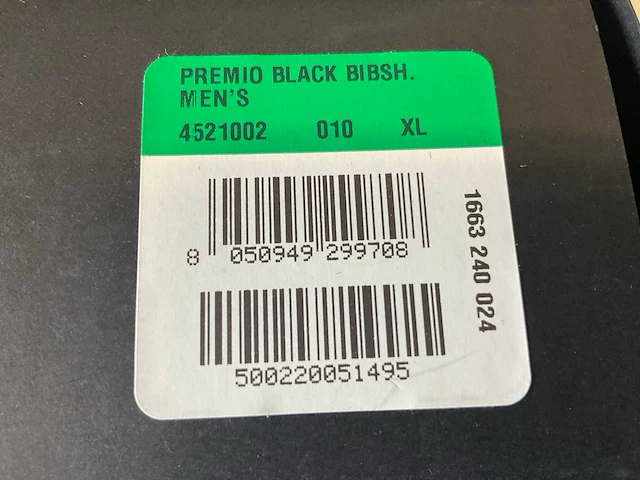 PREMIO BLACK BIBSH.
MEN'S
4521002 010 XL
8 050949 299708
500220051495
1663 240 024